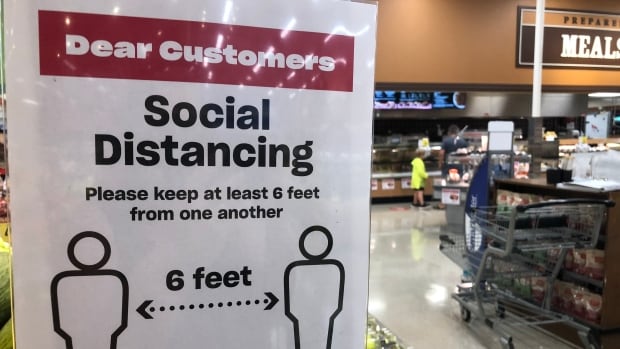 Dear Customers
Social
Distancing
Please keep at least 6 feet
from one another
6 feet
PREPARED
MEALS